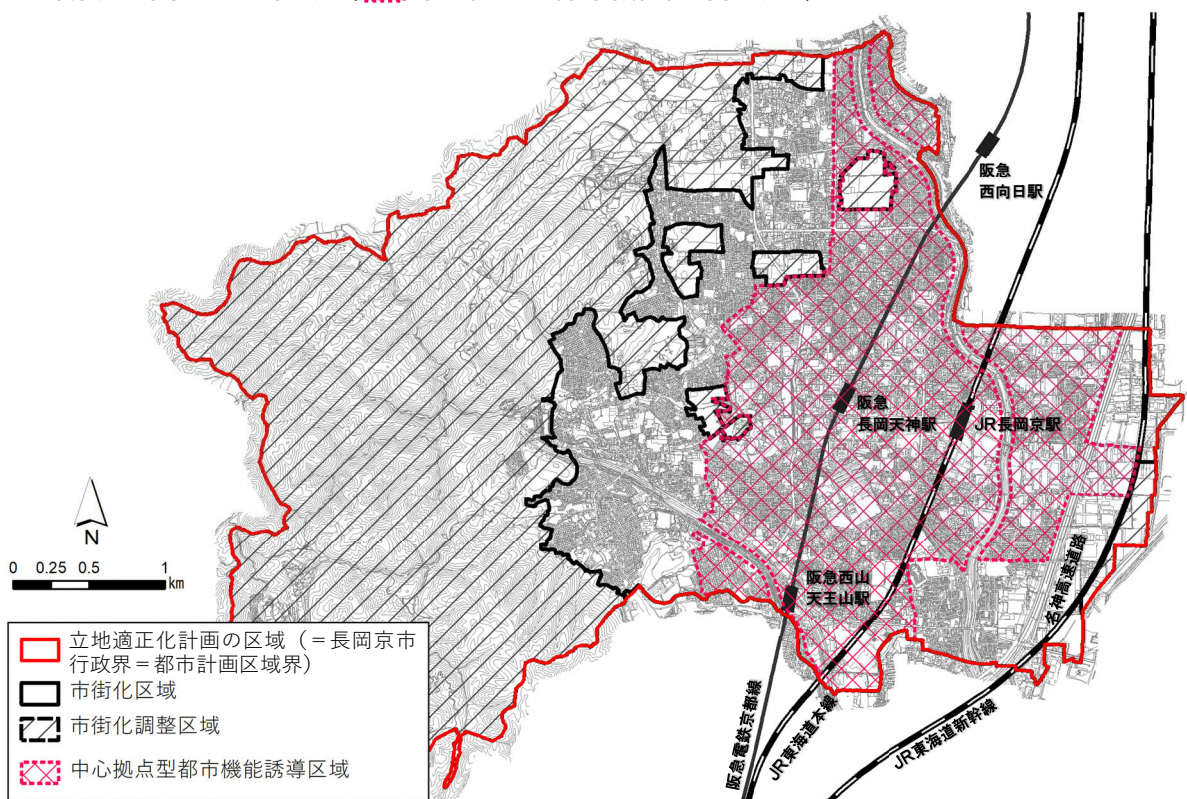 阪急
西向日駅
阪急
長岡天神駅
JR長岡京駅
N
0 0.25 0.5 1
km
阪急西山
天王山駅
名神高速道路
立地適正化計画の区域(=長岡京市
行政界=都市計画区域界)
市街化区域
市街化調整区域
中心拠点型都市機能誘導区域
阪急電鉄京都線
JR東海道本線
JR東海道新幹線